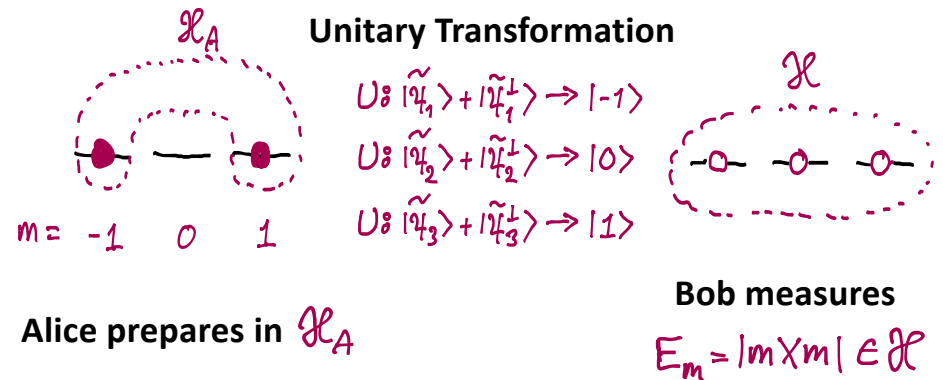 ℋ_A
Unitary Transformation
U: |ψ̃₁⟩ + |ψ̃₁^⊥⟩ → |-1⟩
U: |ψ̃₂⟩ + |ψ̃₂^⊥⟩ → |0⟩
U: |ψ̃₃⟩ + |ψ̃₃^⊥⟩ → |1⟩
ℋ
m = -1 0 1
Alice prepares in ℋ_A
Bob measures
E_m = |m⟩⟨m| ∈ ℋ